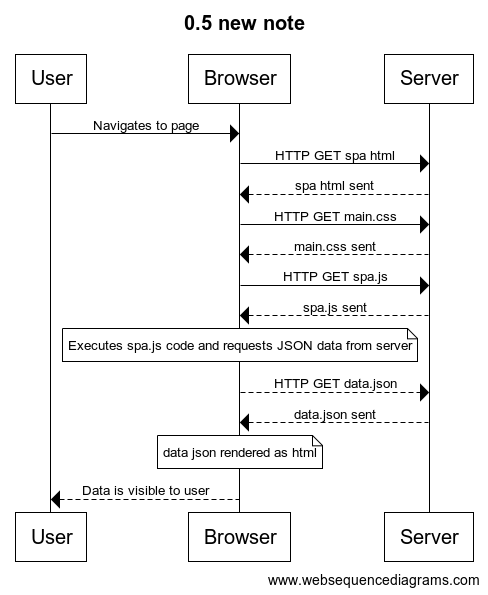 0.5 new note
User Browser Server
Navigates to page
HTTP GET spa html
spa html sent
HTTP GET main.css
main.css sent
HTTP GET spa.js
spa.js sent
Executes spa.js code and requests JSON data from server
HTTP GET data.json
data.json sent
data json rendered as html
Data is visible to user
User Browser Server
www.websequencediagrams.com